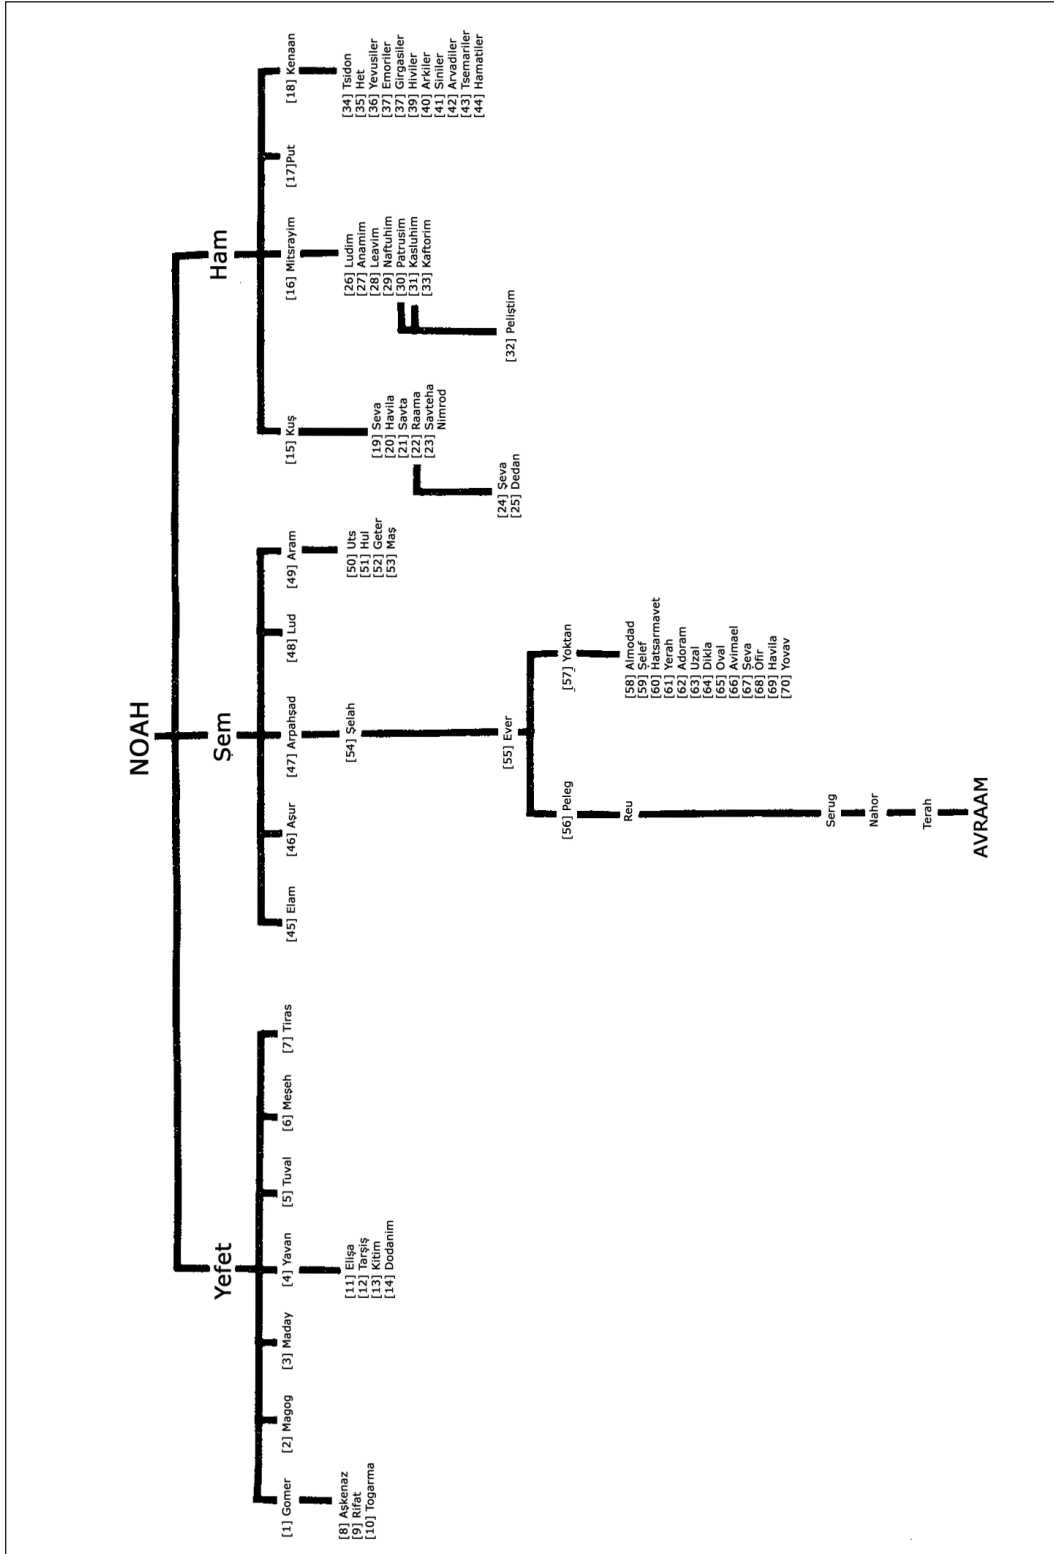 NOAH
Yefet
Şem
Ham
[1] Gomer
[2] Magog
[3] Maday
[4] Yavan
[5] Tuval
[6] Meşeh
[7] Tiras
[45] Elam
[46] Aşur
[47] Arpahşad
[48] Lud
[49] Aram
[15] Kuş
[16] Mitsrayim
[17]Put
[18] Kenaan
[8] Aşkenaz
[9] Rifat
[10] Togarma
[11] Elişa
[12] Tarşiş
[13] Kitim
[14] Dodanim
[54] Şelah
[50] Uts
[51] Hul
[52] Geter
[53] Maş
[19] Seva
[20] Havila
[21] Savta
[22] Raama
[23] Savteha
Nimrod
[26] Ludim
[27] Anamim
[28] Leavim
[29] Naftuhim
[30] Patrusim
[31] Kasluhim
[33] Kaftorim
[34] Tsidon
[35] Het
[36] Yevusiler
[37] Emoriler
[37] Girgasiler
[39] Hiviler
[40] Arkiler
[41] Siniler
[42] Arvadiler
[43] Tsemariler
[44] Hamatiler
[55] Ever
[24] Şeva
[25] Dedan
[32] Peliştim
[56] Peleg
[57] Yoktan
Reu
[58] Almodad
[59] Şelef
[60] Hatsarmavet
[61] Yerah
[62] Adoram
[63] Uzal
[64] Dikla
[65] Oval
[66] Avimael
[67] Şeva
[68] Ofir
[69] Havila
[70] Yovav
Serug
Nahor
Terah
AVRAAM